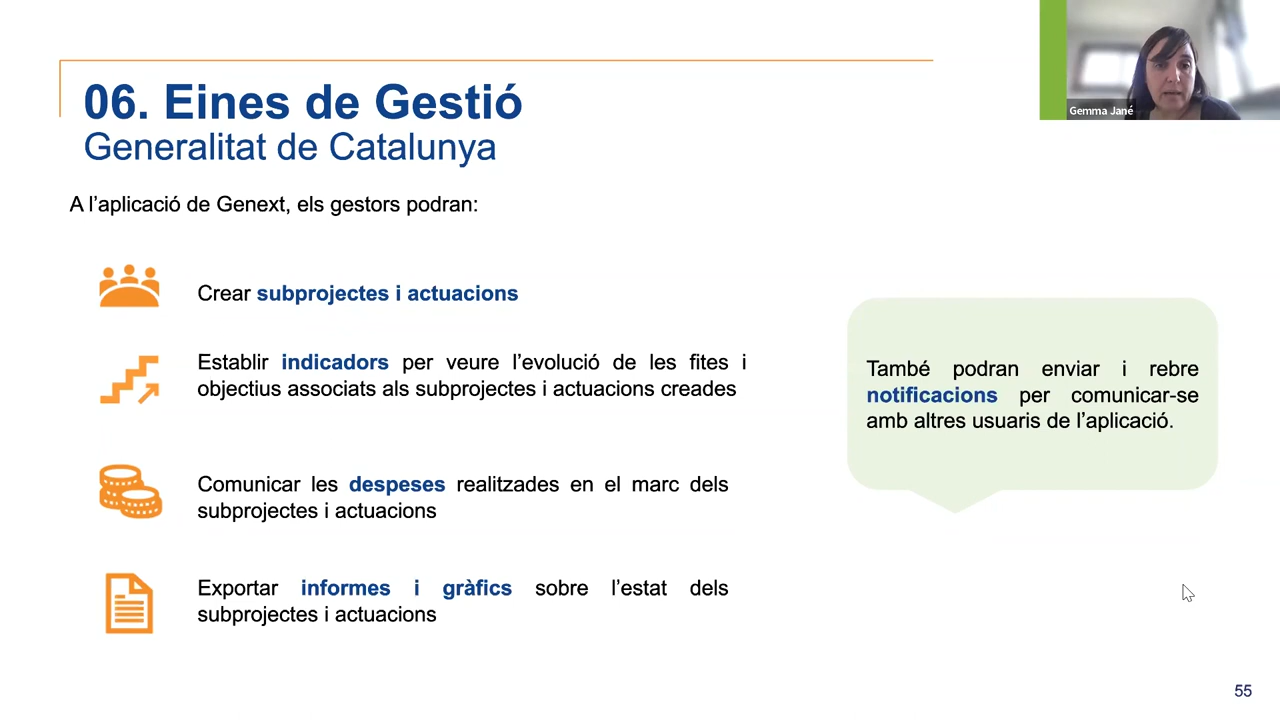 06. Eines de Gestió
Generalitat de Catalunya
Gemma Jané
A l’aplicació de Genext, els gestors podran:
Crear subprojectes i actuacions
Establir indicadors per veure l’evolució de les fites i
objectius associats als subprojectes i actuacions creades
Comunicar les despeses realitzades en el marc dels
subprojectes i actuacions
Exportar informes i gràfics sobre l’estat dels
subprojectes i actuacions
També podran enviar i rebre
notificacions per comunicar-se
amb altres usuaris de l’aplicació.
55